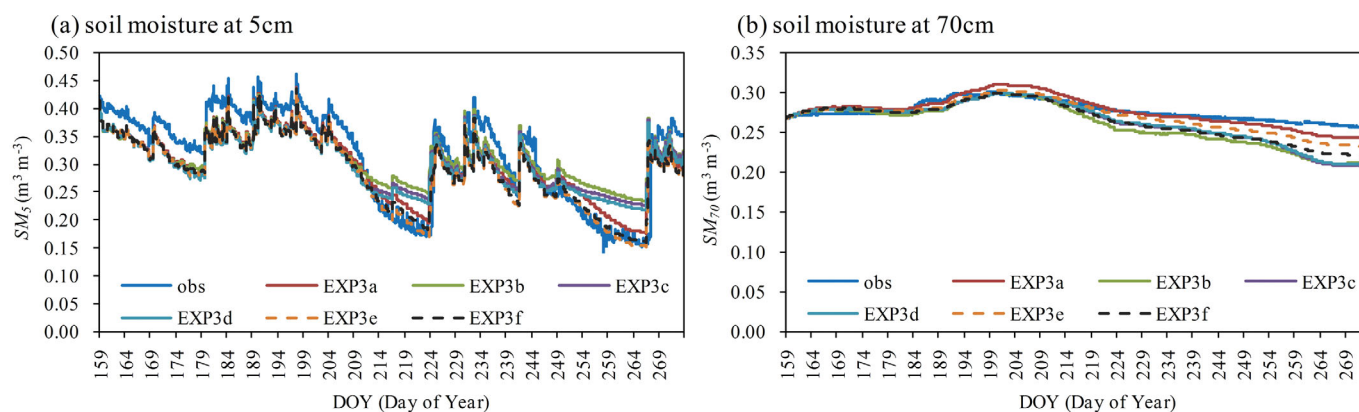 (a) soil moisture at 5cm
0.50
0.45
0.40
0.35
0.30
0.25
0.20
0.15
0.10
0.05
0.00
SM5 (m3 m-3)
obs EXP3a EXP3b EXP3c
EXP3d EXP3e EXP3f
159 164 169 174 179 184 189 194 199 204 209 214 219 224 229 234 239 244 249 254 259 264 269
DOY (Day of Year)
(b) soil moisture at 70cm
0.35
0.30
0.25
0.20
0.15
0.10
0.05
0.00
SM70 (m3 m-3)
obs EXP3a EXP3b EXP3c
EXP3d EXP3e EXP3f
159 164 169 174 179 184 189 194 199 204 209 214 219 224 229 234 239 244 249 254 259 264 269
DOY (Day of Year)